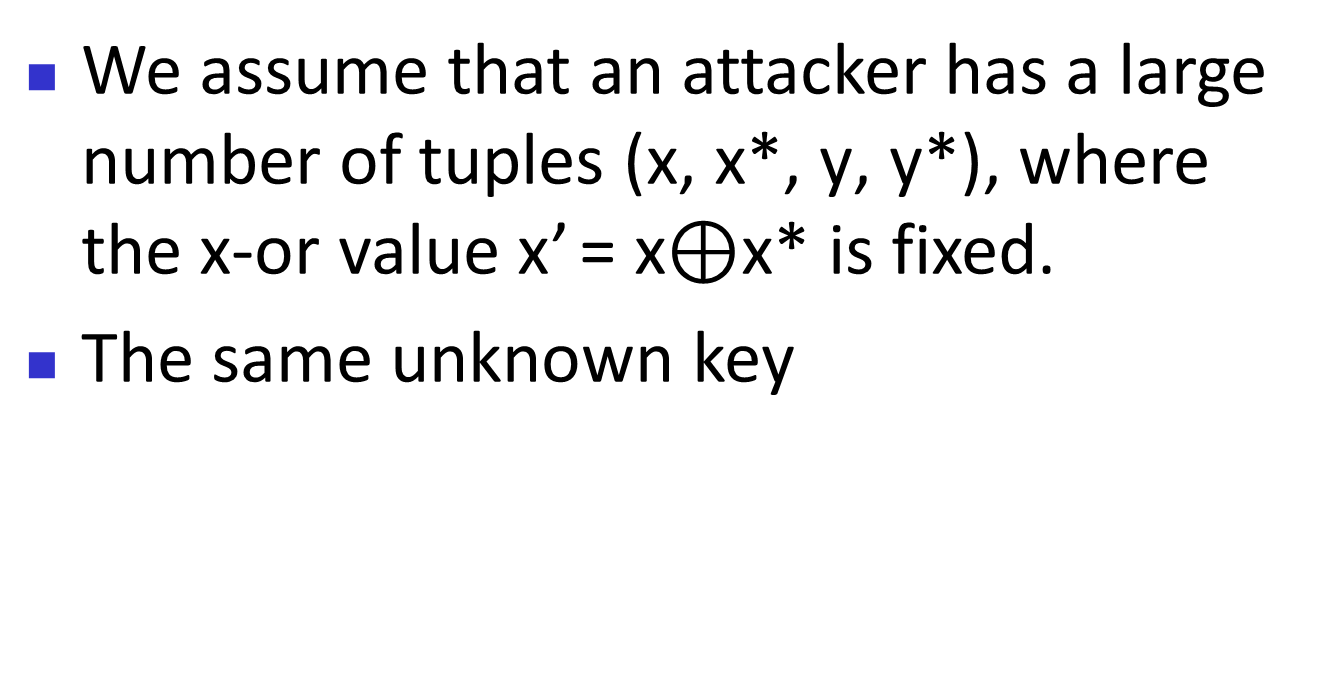 ▪ We assume that an attacker has a large
number of tuples (x, x*, y, y*), where
the x-or value x’ = x⊕x* is fixed.
▪ The same unknown key